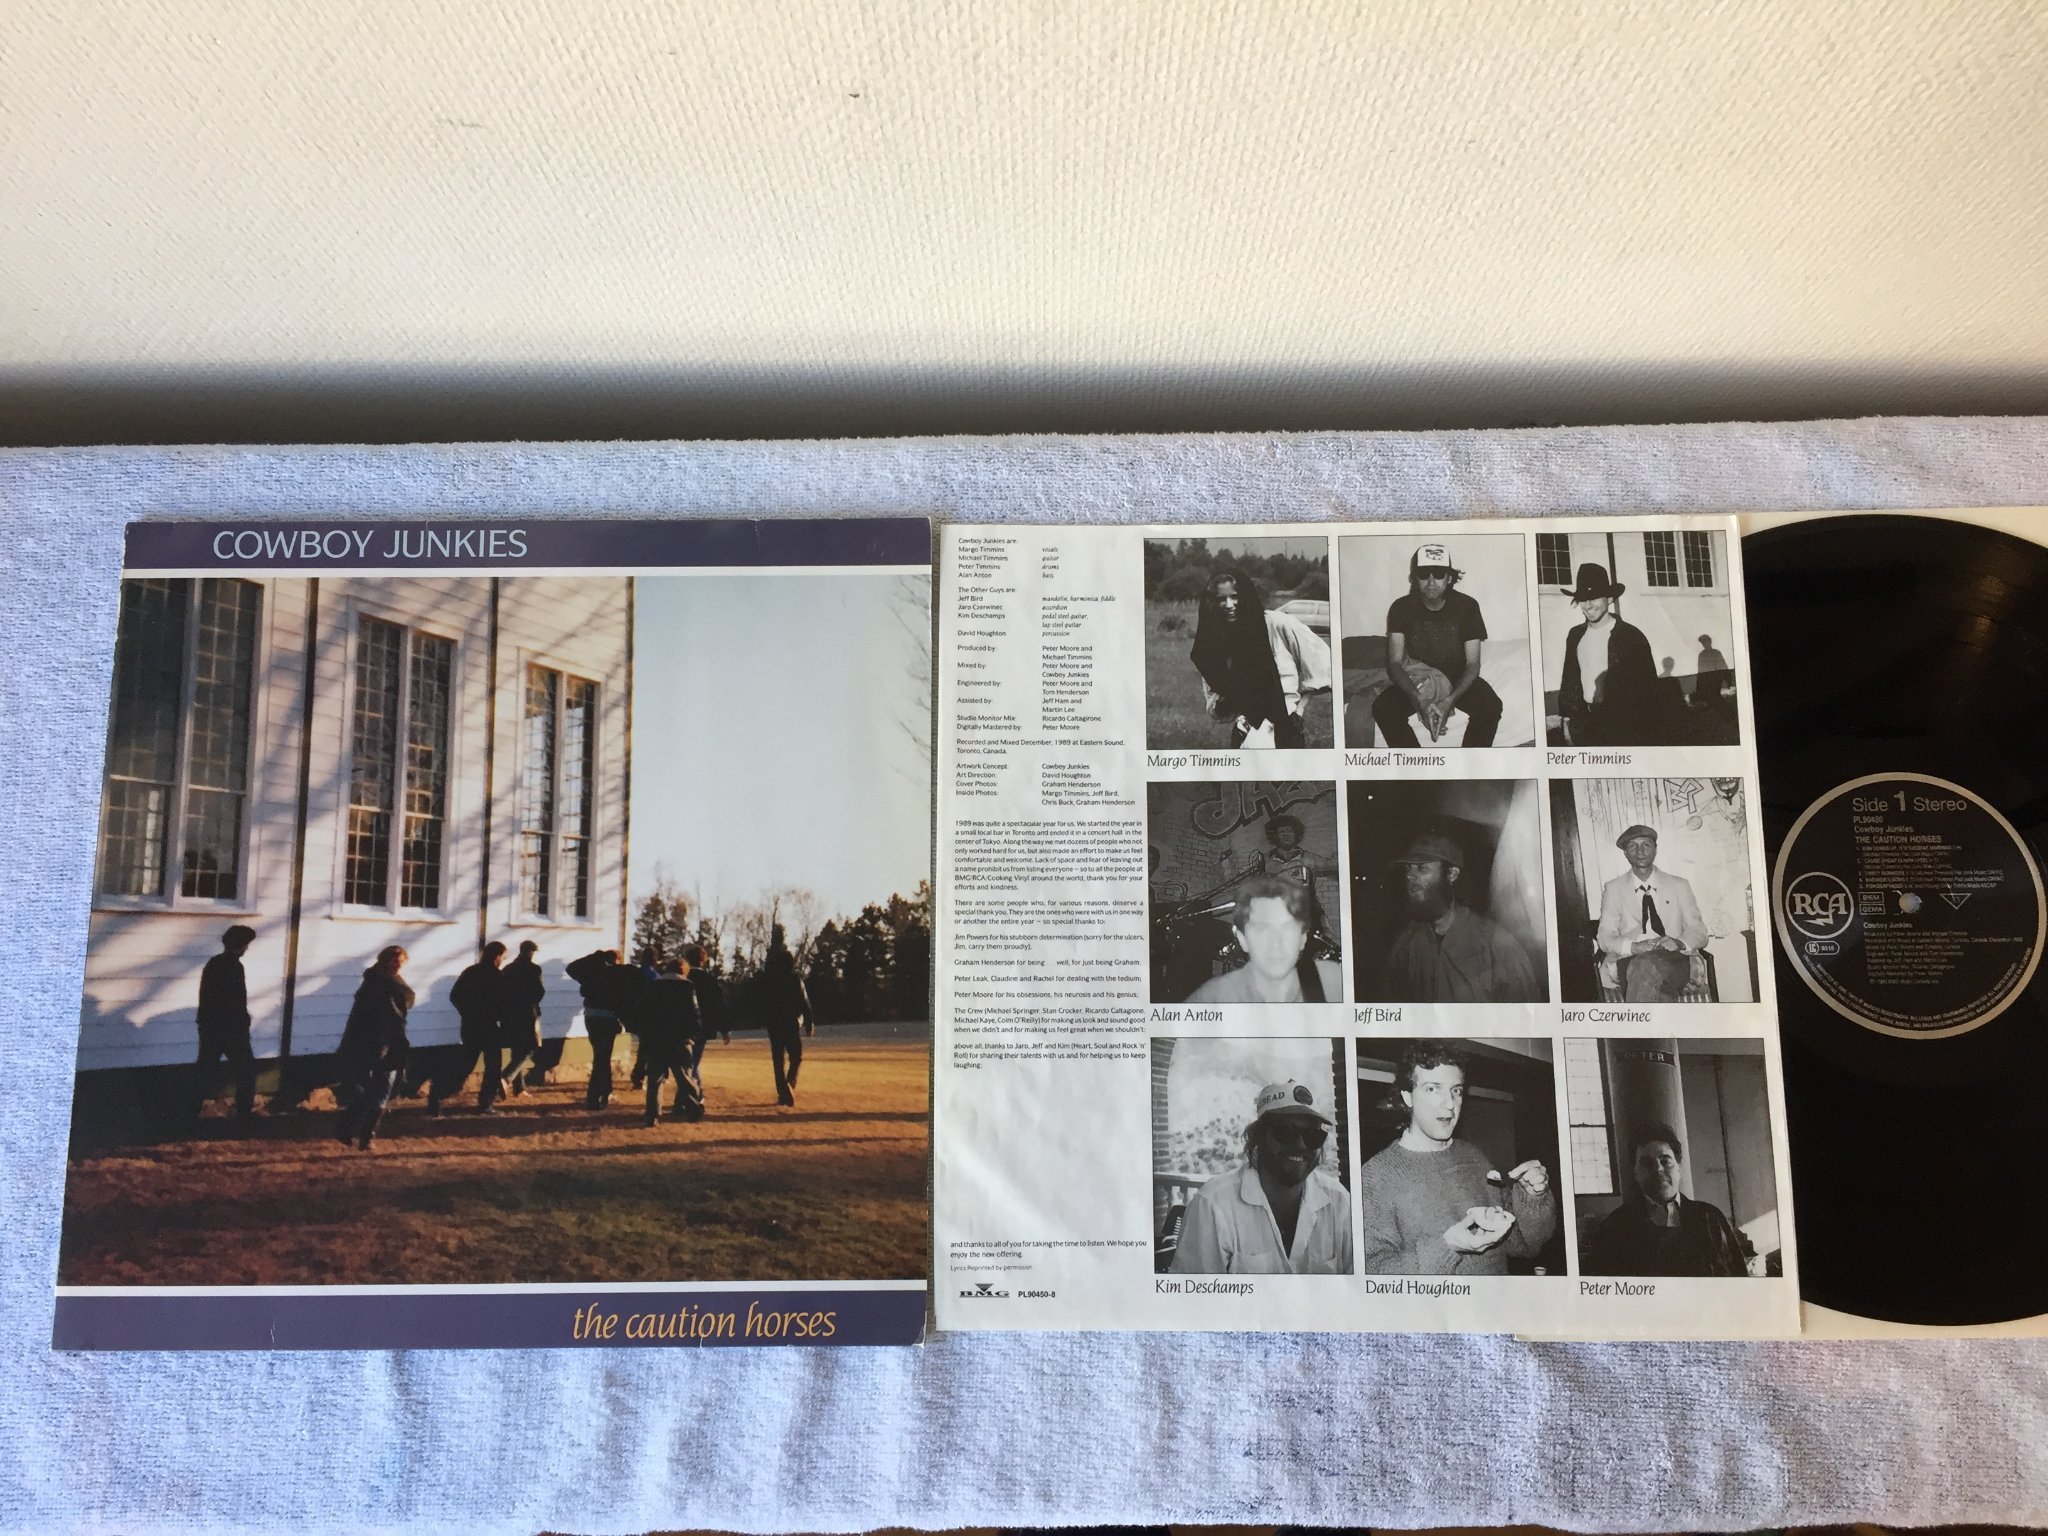 COWBOY JUNKIES
the caution horses
Cowboy Junkies are:
Margo Timmins vocals
Michael Timmins guitar
Peter Timmins drums
Alan Anton bass
The Other Guys are:
Jeff Bird mandolin, harmonica, fiddle
Jaro Czerwinec accordion
Kim Deschamps pedal steel guitar,
lap steel guitar
David Houghton percussion
Produced by: Peter Moore and
Michael Timmins
Mixed by: Peter Moore and
Cowboy Junkies
Engineered by: Peter Moore and
Tom Henderson
Assisted by: Jeff Ham and
Martin Lee
Studio Monitor Mix: Ricardo Caltagirone
Digitally Mastered by: Peter Moore
Recorded and Mixed December, 1989 at Eastern Sound,
Toronto, Canada.
Artwork Concept: Cowboy Junkies
Art Direction: David Houghton
Cover Photos: Graham Henderson
Inside Photos: Margo Timmins, Jeff Bird,
Chris Buck, Graham Henderson
1989 was quite a spectacular year for us. We started the year in
a small local bar in Toronto and ended it in a concert hall in the
center of Tokyo. Along the way we met dozens of people who not
only worked hard for us, but also made an effort to make us feel
comfortable and welcome. Lack of space and fear of leaving out
a name prohibit us from listing everyone – so to all the people at
BMG/RCA/Cooking Vinyl around the world, thank you for your
efforts and kindness.
There are some people who, for various reasons, deserve a
special thank you. They are the ones who were with us in one way
or another the entire year – so special thanks to:
Jim Powers for his stubborn determination (sorry for the ulcers,
Jim, carry them proudly);
Graham Henderson for being . . . well, for just being Graham;
Peter Leak, Claudine and Rachel for dealing with the tedium;
Peter Moore for his obsessions, his neurosis and his genius;
The Crew (Michael Springer, Stan Crocker, Ricardo Caltagirone,
Michael Kaye, Colm O'Reilly) for making us look and sound good
when we didn't and for making us feel great when we shouldn't;
above all, thanks to Jaro, Jeff and Kim (Heart, Soul and Rock 'n'
Roll) for sharing their talents with us and for helping us to keep
laughing;
and thanks to all of you for taking the time to listen. We hope you
enjoy the new offering.
Lyrics Reprinted by permission
BMG PL90450-8
Margo Timmins
Michael Timmins
Peter Timmins
JAZZ
Alan Anton
Jeff Bird
Jaro Czerwinec
Kim Deschamps
David Houghton
PETER
Peter Moore
Side 1 Stereo
PL90450
Cowboy Junkies
THE CAUTION HORSES
RCA
BIEM
GEMA
Cowboy Junkies